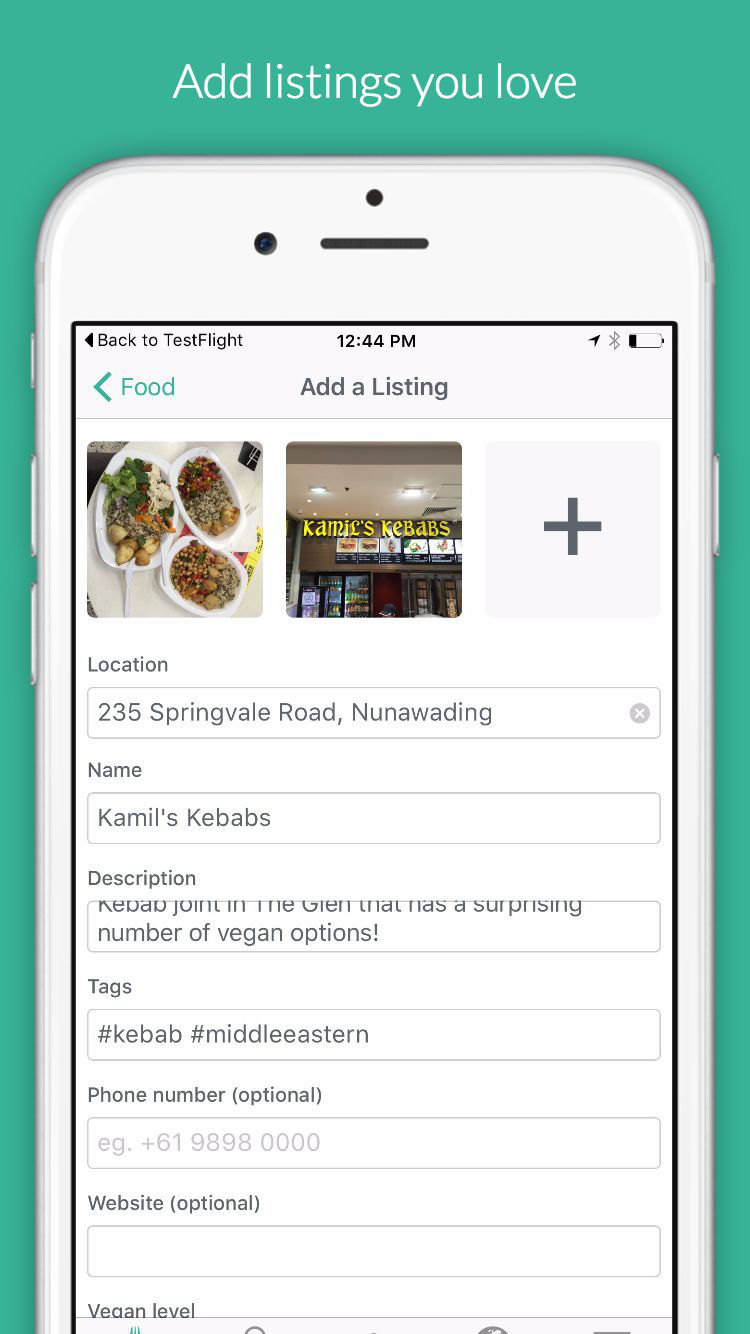 Add listings you love
Back to TestFlight
12:44 PM
Food
Add a Listing
KAMIL'S KEBABS
Location
235 Springvale Road, Nunawading
Name
Kamil's Kebabs
Description
Kebab joint in The Glen that has a surprising
number of vegan options!
Tags
#kebab #middleeastern
Phone number (optional)
eg. +61 9898 0000
Website (optional)
Vegan level